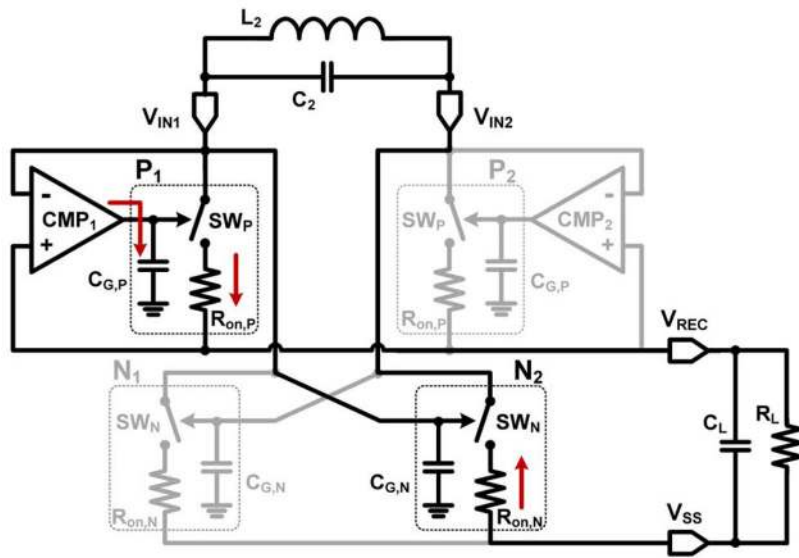 L2
C2
VIN1
VIN2
P1
P2
-
CMP1
+
SWP
SWP
-
CMP2
+
CG,P
CG,P
Ron,P
Ron,P
VREC
N1
N2
SWN
SWN
CL
RL
CG,N
CG,N
Ron,N
Ron,N
VSS